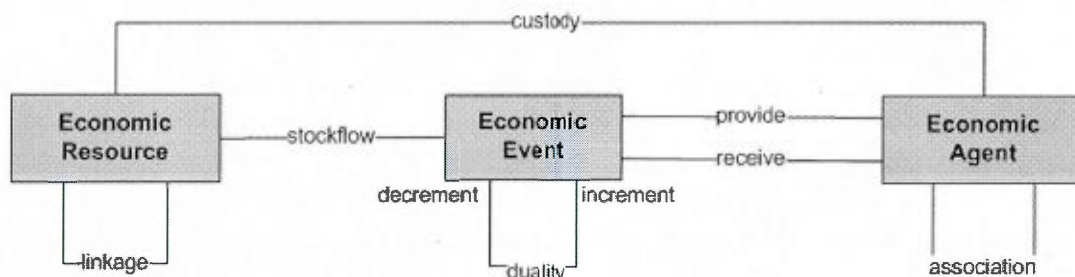 custody
Economic
Resource
stockflow
Economic
Event
provide
receive
Economic
Agent
decrement
increment
linkage
duality
association